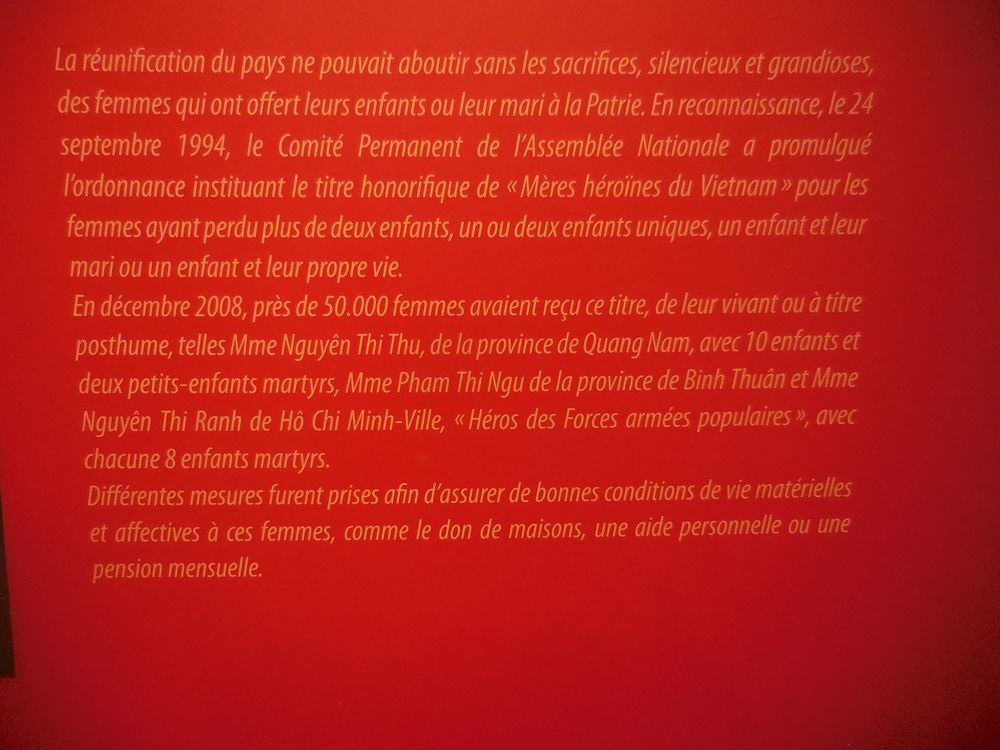 La réunification du pays ne pouvait aboutir sans les sacrifices, silencieux et grandioses,
des femmes qui ont offert leurs enfants ou leur mari à la Patrie. En reconnaissance, le 24
septembre 1994, le Comité Permanent de l'Assemblée Nationale a promulgué
l'ordonnance instituant le titre honorifique de « Mères héroïnes du Vietnam » pour les
femmes ayant perdu plus de deux enfants, un ou deux enfants uniques, un enfant et leur
mari ou un enfant et leur propre vie.
En décembre 2008, près de 50.000 femmes avaient reçu ce titre, de leur vivant ou à titre
posthume, telles Mme Nguyên Thi Thu, de la province de Quang Nam, avec 10 enfants et
deux petits-enfants martyrs, Mme Pham Thi Ngu de la province de Binh Thuân et Mme
Nguyên Thi Ranh de Hô Chi Minh-Ville, « Héros des Forces armées populaires », avec
chacune 8 enfants martyrs.
Différentes mesures furent prises afin d'assurer de bonnes conditions de vie matérielles
et affectives à ces femmes, comme le don de maisons, une aide personnelle ou une
pension mensuelle.